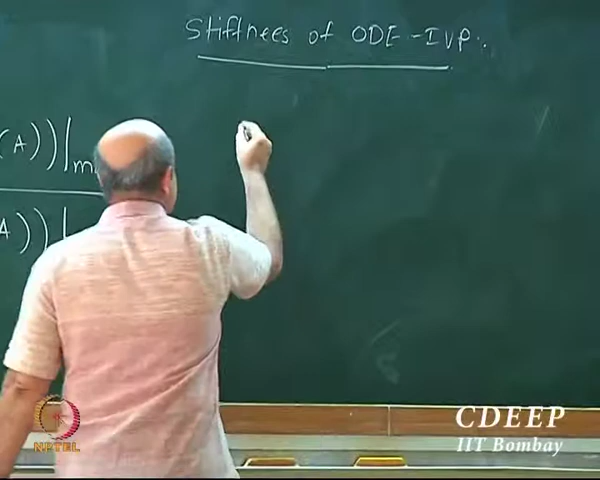 Stiffness of ODE-IVP.
(A))|m
A))|
CDEEP
IIT Bombay
NPTEL